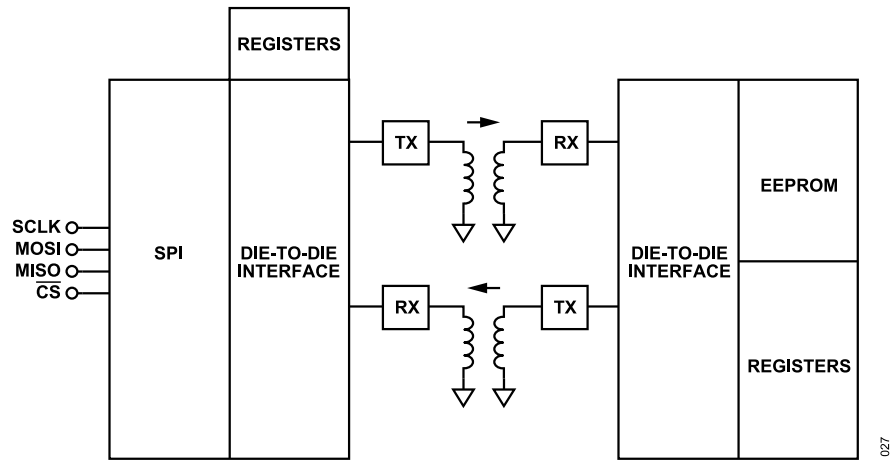 REGISTERS
TX
RX
EEPROM
SCLK
MOSI
MISO
C̅S̅
SPI
DIE-TO-DIE
INTERFACE
DIE-TO-DIE
INTERFACE
RX
TX
REGISTERS
027